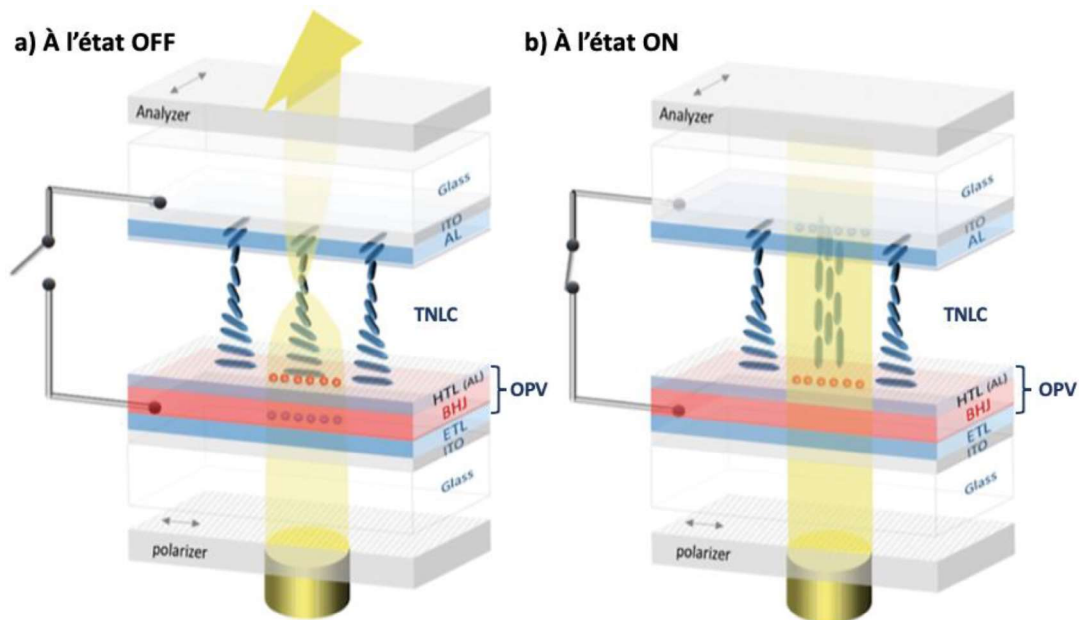 a) À l'état OFF
Analyzer
Glass
ITO
AL
TNLC
HTL (AL)
BHJ
OPV
ETL
ITO
Glass
polarizer
b) À l'état ON
Analyzer
Glass
ITO
AL
TNLC
HTL (AL)
BHJ
OPV
ETL
ITO
Glass
polarizer